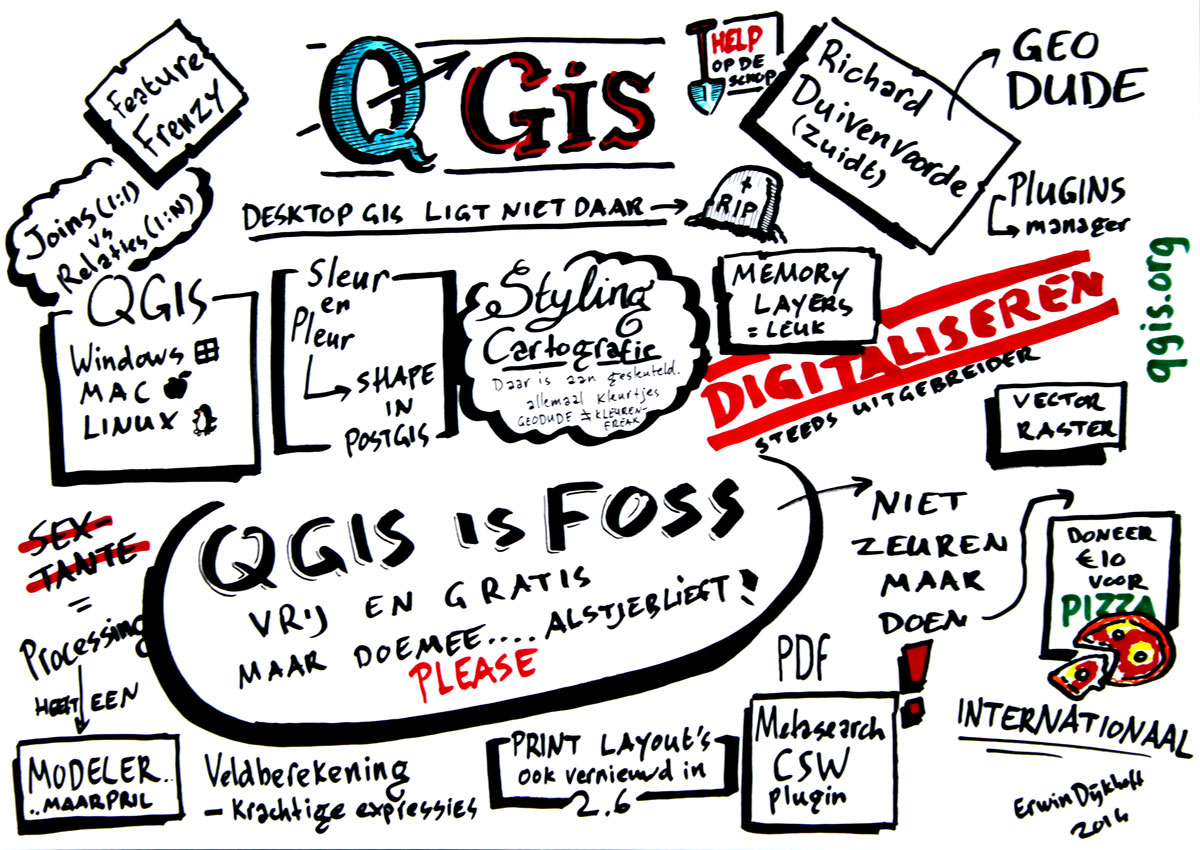 QGis
HELP
OP DE
SCHOP
Richard
Duivenvoorde
(Zuidt)
GEO
DUDE
PLUGINS
manager
Feature
Frenzy
Joins (1:1)
vs
Relaties (1:N)
DESKTOP GIS LIGT NIET DAAR
RIP
QGIS
Windows
MAC
LINUX
Sleur
en
Pleur
SHAPE
IN
POSTGIS
Styling
Cartografie
Daar is aan gesleuteld.
allemaal kleurtjes
GEODUDE ≠ KLEUREN-
FREAK
MEMORY
LAYERS
= LEUK
DIGITALISEREN
STEEDS UITGEBREIDER
qgis.org
VECTOR
RASTER
SEX-
TANTE
=
Processing
HEEFT EEN
MODELER..
..MAARPRIL
QGIS IS FOSS
VRIJ EN GRATIS
MAAR DOEMEE.... ALSTJEBLIEFT!
PLEASE
NIET
ZEUREN
MAAR
DOEN
!
DONEER
€10
VOOR
PIZZA
INTERNATIONAAL
Veldberekening
- Krachtige expressies
PRINT LAYOUT'S
ook vernieuwd in
2.6
PDF
Metasearch
CSW
plugin
Erwin Dijkhoff
2014